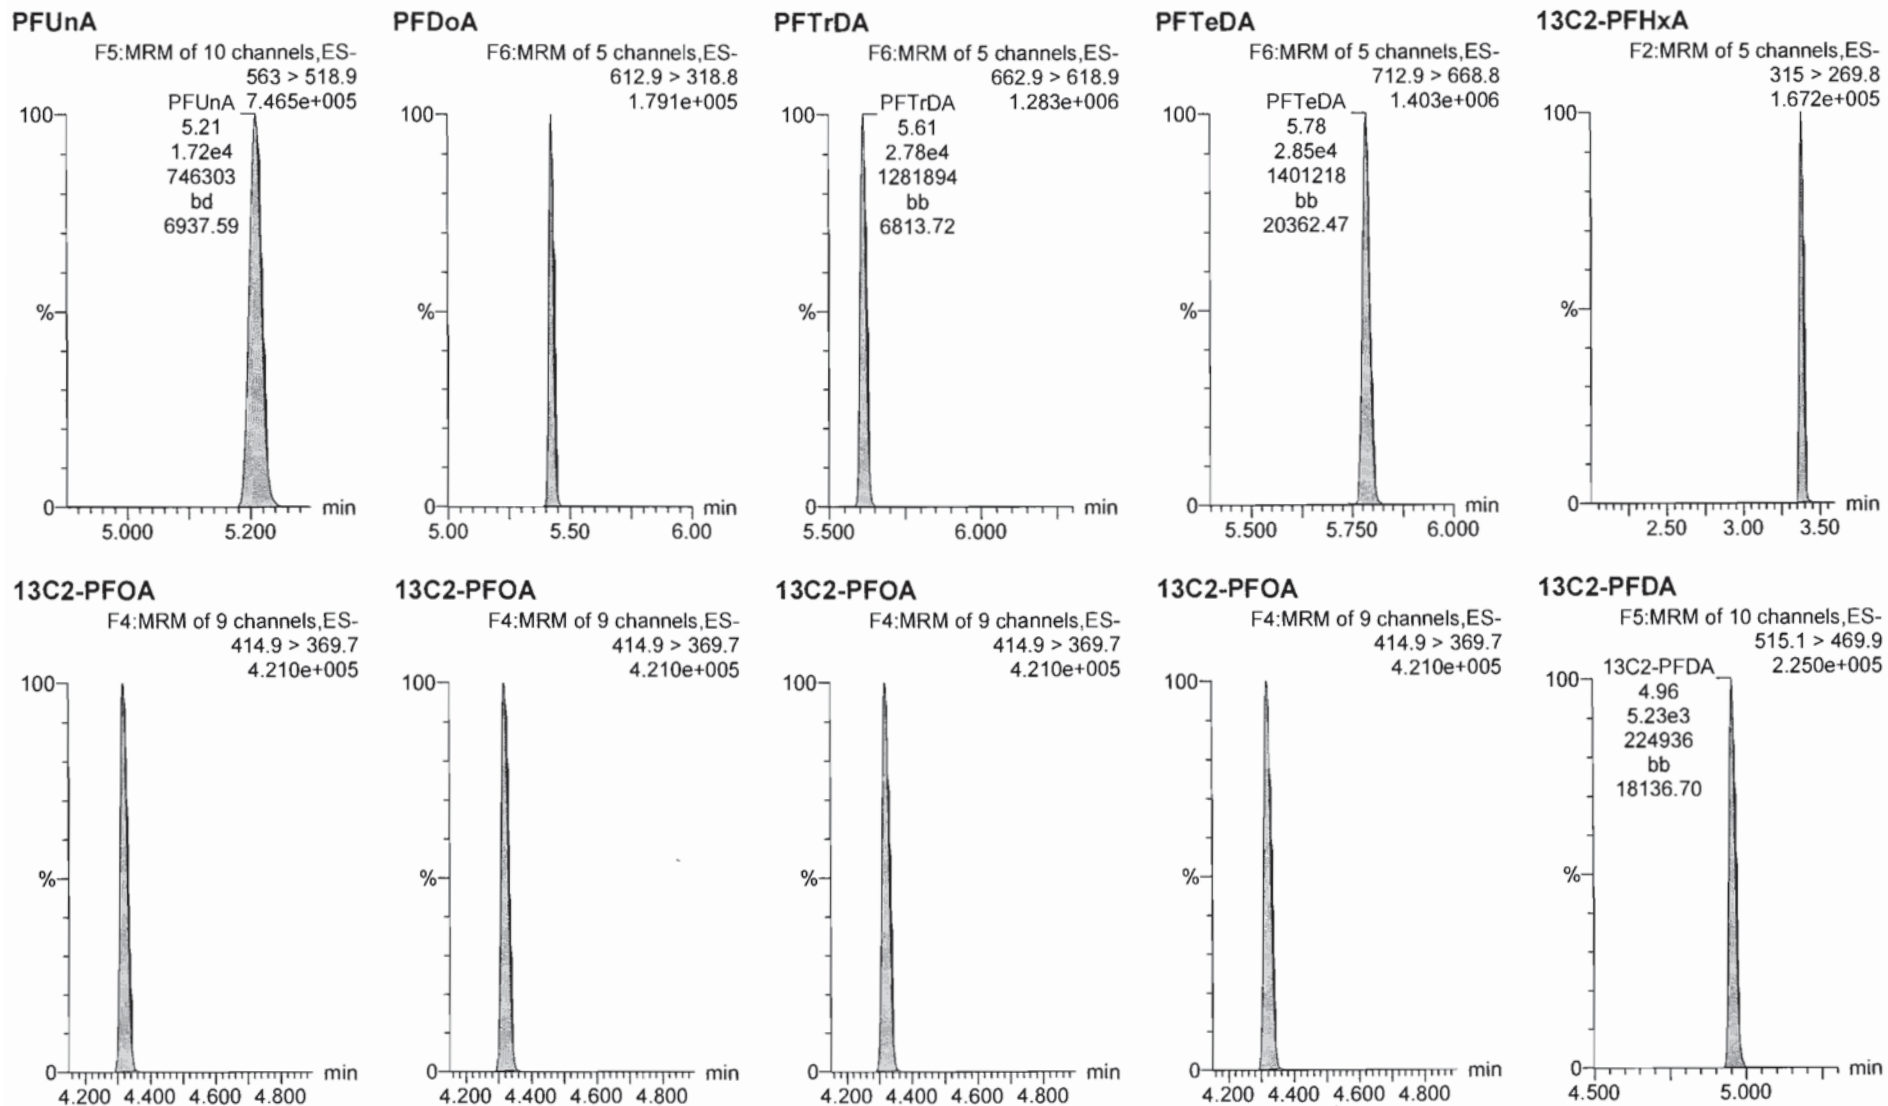 PFUnA
F5:MRM of 10 channels,ES-
563 > 518.9
PFUnA 7.465e+005
100
5.21
1.72e4
746303
bd
6937.59
%
0
min
5.000 5.200
PFDoA
F6:MRM of 5 channels,ES-
612.9 > 318.8
1.791e+005
100
%
0
min
5.00 5.50 6.00
PFTrDA
F6:MRM of 5 channels,ES-
662.9 > 618.9
PFTrDA 1.283e+006
100
5.61
2.78e4
1281894
bb
6813.72
%
0
min
5.500 6.000
PFTeDA
F6:MRM of 5 channels,ES-
712.9 > 668.8
PFTeDA 1.403e+006
100
5.78
2.85e4
1401218
bb
20362.47
%
0
min
5.500 5.750 6.000
13C2-PFHxA
F2:MRM of 5 channels,ES-
315 > 269.8
1.672e+005
100
%
0
min
2.50 3.00 3.50
13C2-PFOA
F4:MRM of 9 channels,ES-
414.9 > 369.7
4.210e+005
100
%
0
min
4.200 4.400 4.600 4.800
13C2-PFOA
F4:MRM of 9 channels,ES-
414.9 > 369.7
4.210e+005
100
%
0
min
4.200 4.400 4.600 4.800
13C2-PFOA
F4:MRM of 9 channels,ES-
414.9 > 369.7
4.210e+005
100
%
0
min
4.200 4.400 4.600 4.800
13C2-PFOA
F4:MRM of 9 channels,ES-
414.9 > 369.7
4.210e+005
100
%
0
min
4.200 4.400 4.600 4.800
13C2-PFDA
F5:MRM of 10 channels,ES-
515.1 > 469.9
13C2-PFDA 2.250e+005
100
4.96
5.23e3
224936
bb
18136.70
%
0
min
4.500 5.000